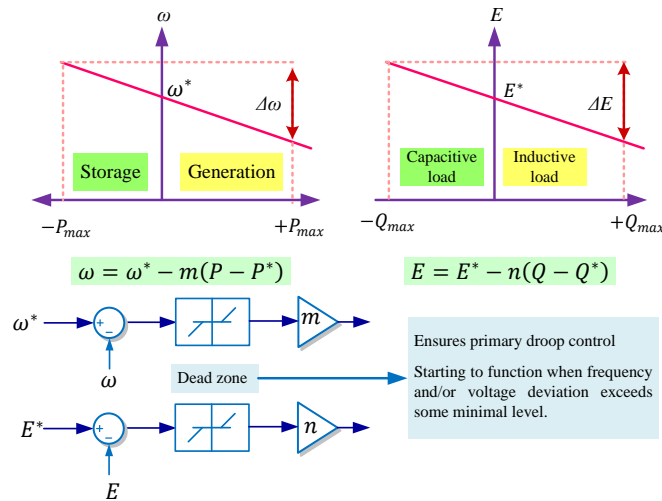 ω
E
ω*
Δω
E*
ΔE
Storage
Generation
Capacitive
load
Inductive
load
−P_max
+P_max
−Q_max
+Q_max
ω = ω* − m(P − P*)
E = E* − n(Q − Q*)
ω*
+
−
m
ω
Dead zone
E*
+
−
n
E
Ensures primary droop control
Starting to function when frequency
and/or voltage deviation exceeds
some minimal level.